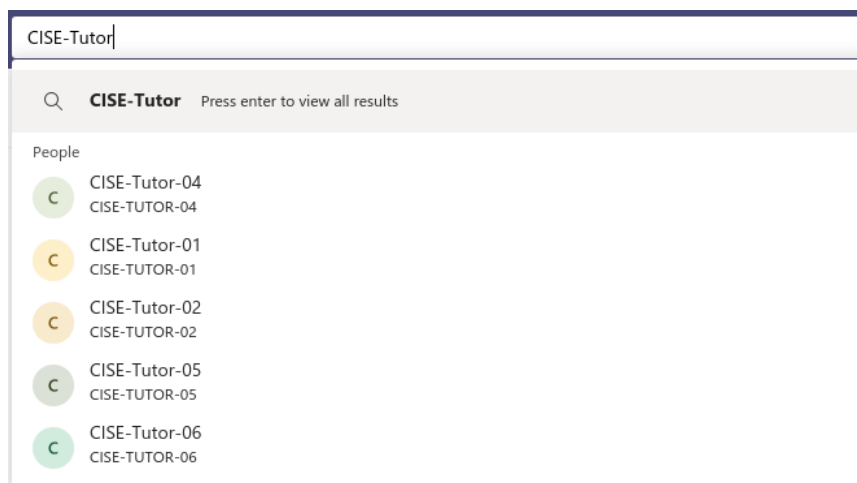 CISE-Tutor
CISE-Tutor Press enter to view all results
People
C CISE-Tutor-04
CISE-TUTOR-04
C CISE-Tutor-01
CISE-TUTOR-01
C CISE-Tutor-02
CISE-TUTOR-02
C CISE-Tutor-05
CISE-TUTOR-05
C CISE-Tutor-06
CISE-TUTOR-06